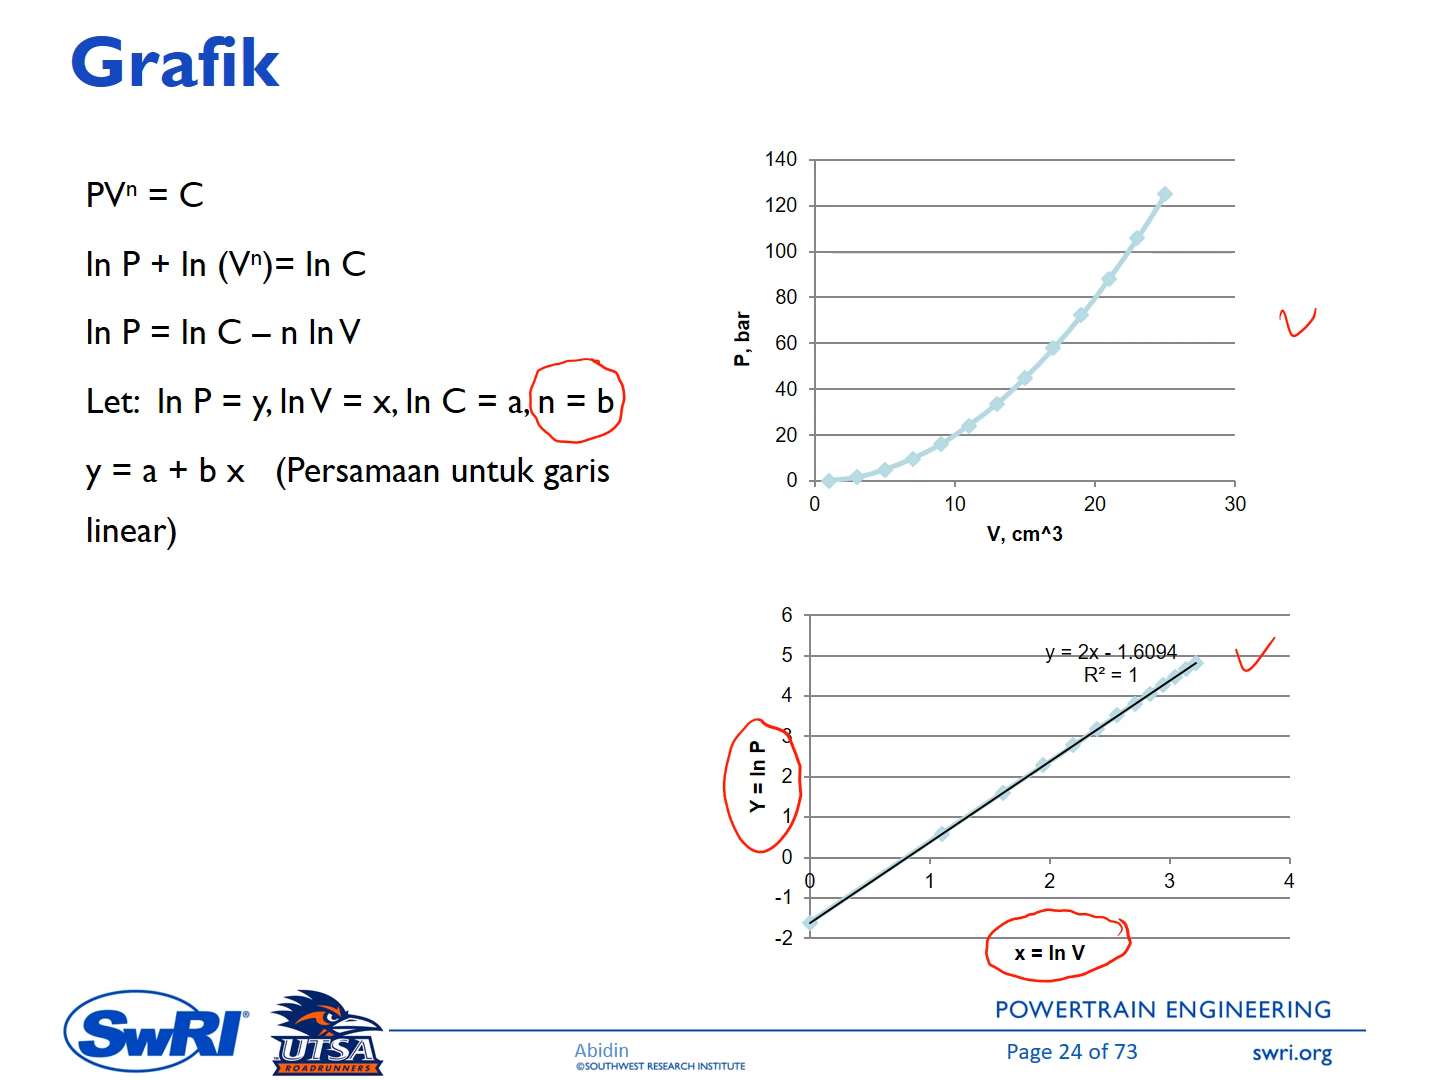 Grafik
PVⁿ = C
ln P + ln (Vⁿ)= ln C
ln P = ln C – n ln V
Let:  ln P = y, ln V = x, ln C = a, n = b
y = a + b x   (Persamaan untuk garis
linear)
140
120
100
80
60
40
20
0
0 10 20 30
P, bar
V, cm^3
6
5
4
3
2
1
0
-1
-2
0 1 2 3 4
y = 2x - 1.6094
R² = 1
Y = ln P
x = ln V
SwRI®
UTSA
ROADRUNNERS
Abidin
©SOUTHWEST RESEARCH INSTITUTE
POWERTRAIN ENGINEERING
Page 24 of 73
swri.org